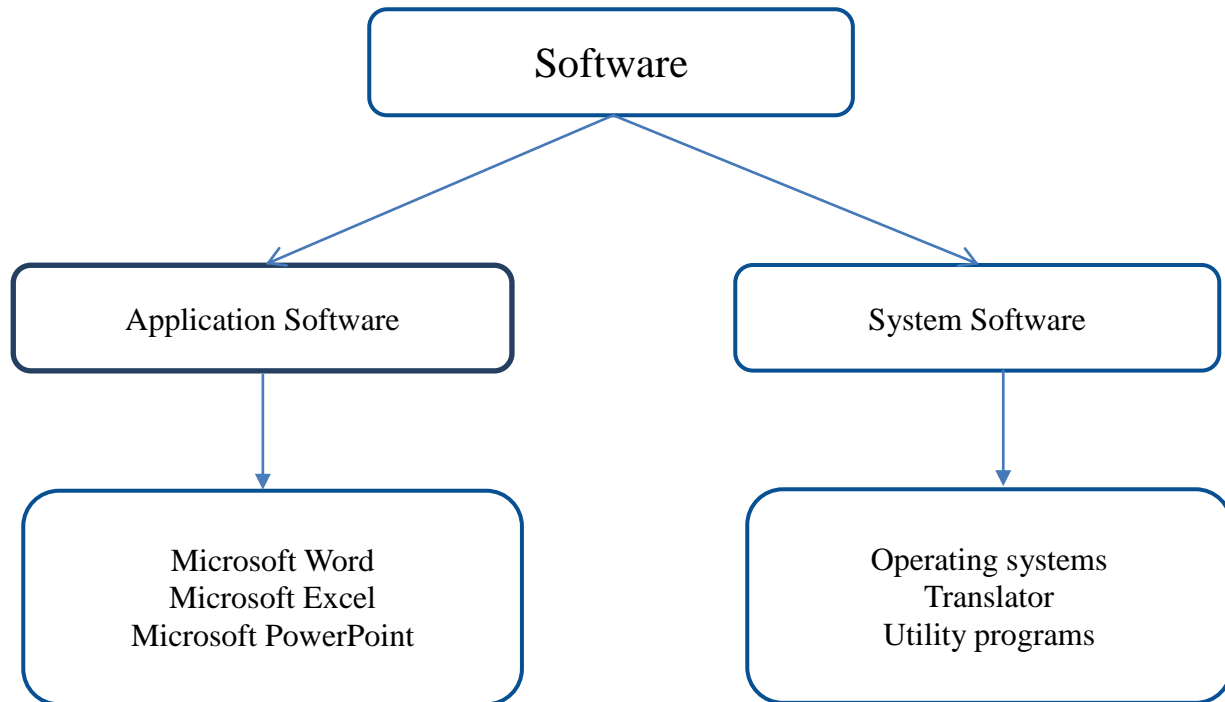 Software
Application Software
System Software
Microsoft Word
Microsoft Excel
Microsoft PowerPoint
Operating systems
Translator
Utility programs